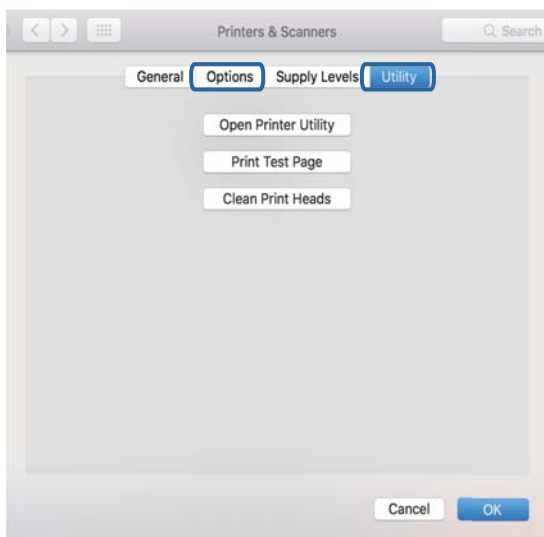 Printers & Scanners Search
General Options Supply Levels Utility
Open Printer Utility
Print Test Page
Clean Print Heads
Cancel OK